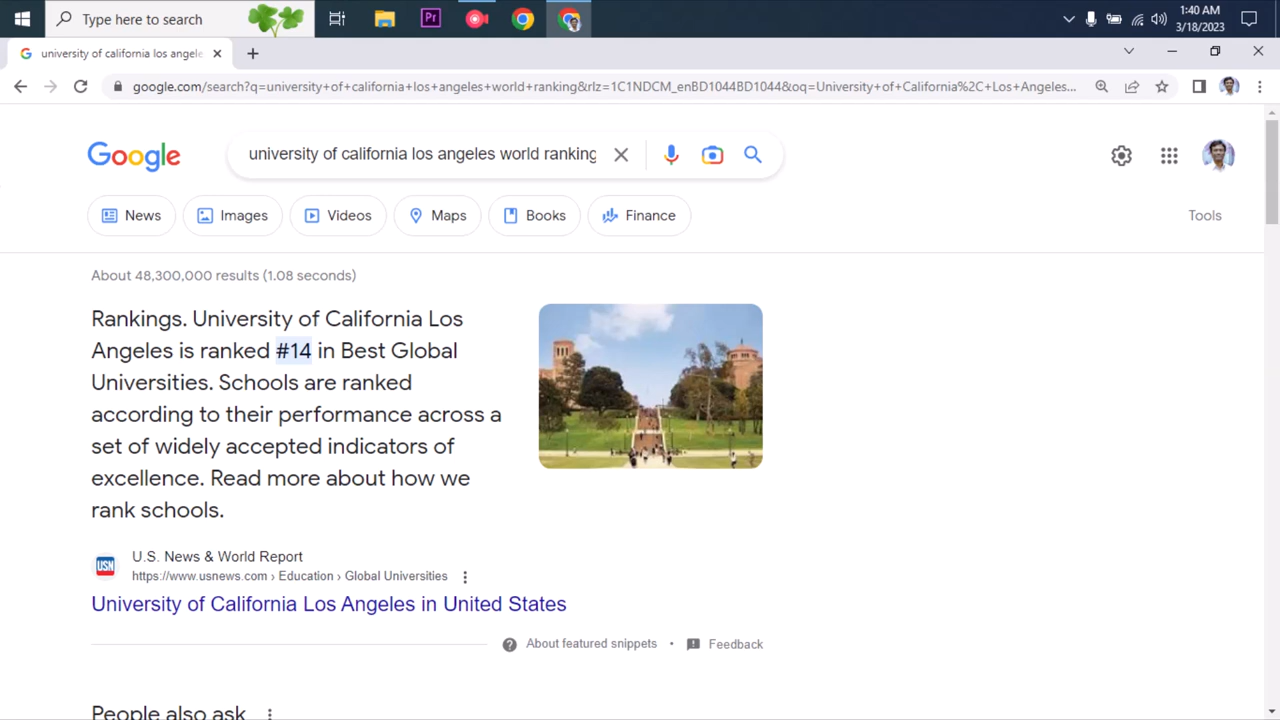 Type here to search
Pr
1:40 AM
3/18/2023
university of california los angele
google.com/search?q=university+of+california+los+angeles+world+ranking&rlz=1C1NDCM_enBD1044BD1044&oq=University+of+California%2C+Los+Angeles...
Google
university of california los angeles world ranking
News
Images
Videos
Maps
Books
Finance
Tools
About 48,300,000 results (1.08 seconds)
Rankings. University of California Los
Angeles is ranked #14 in Best Global
Universities. Schools are ranked
according to their performance across a
set of widely accepted indicators of
excellence. Read more about how we
rank schools.
USN
U.S. News & World Report
https://www.usnews.com › Education › Global Universities
University of California Los Angeles in United States
About featured snippets • Feedback
People also ask